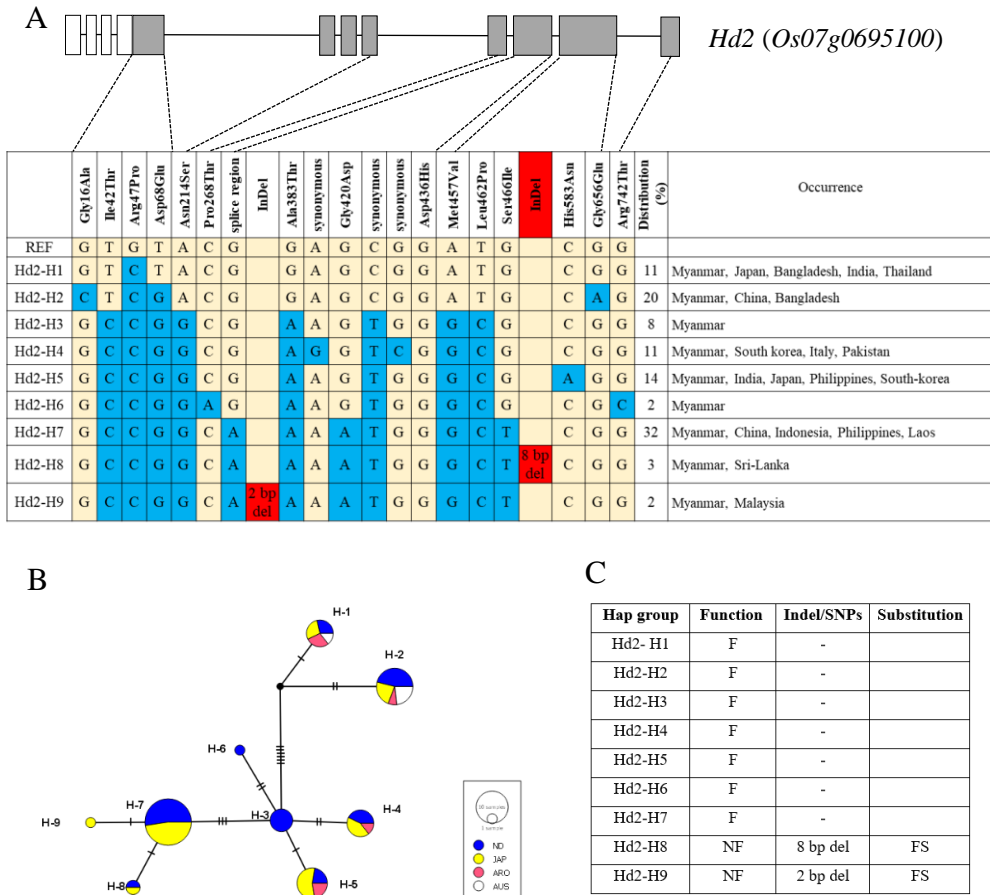 A
Hd2 (Os07g0695100)
Gly16Ala Ile42Thr Arg47Pro Asp68Glu Asn214Ser Pro268Thr splice region InDel Ala383Thr synonymous Gly420Asp synonymous synonymous Asp436His Met457Val Leu462Pro Ser466Ile InDel His583Asn Gly656Glu Arg742Thr Distribution (%) Occurrence
REF G T G T A C G G A G C G G A T G C G G
Hd2-H1 G T C T A C G G A G C G G A T G C G G 11 Myanmar, Japan, Bangladesh, India, Thailand
Hd2-H2 C T C G A C G G A G C G G A T G C A G 20 Myanmar, China, Bangladesh
Hd2-H3 G C C G G C G A A G T G G G C G C G G 8 Myanmar
Hd2-H4 G C C G G C G A G G T C G G C G C G G 11 Myanmar, South korea, Italy, Pakistan
Hd2-H5 G C C G G C G A A G T G G G C G A G G 14 Myanmar, India, Japan, Philippines, South-korea
Hd2-H6 G C C G G A G A A G T G G G C G C G C 2 Myanmar
Hd2-H7 G C C G G C A A A A T G G G C T C G G 32 Myanmar, China, Indonesia, Philippines, Laos
Hd2-H8 G C C G G C A A A A T G G G C T 8 bp del C G G 3 Myanmar, Sri-Lanka
Hd2-H9 G C C G G C A 2 bp del A A A T G G G C T C G G 2 Myanmar, Malaysia
B
H-1
H-2
H-6
H-7
H-3
H-4
H-9
H-8
H-5
10 samples
1 sample
IND
JAP
ARO
AUS
C
Hap group Function Indel/SNPs Substitution
Hd2- H1 F -
Hd2-H2 F -
Hd2-H3 F -
Hd2-H4 F -
Hd2-H5 F -
Hd2-H6 F -
Hd2-H7 F -
Hd2-H8 NF 8 bp del FS
Hd2-H9 NF 2 bp del FS